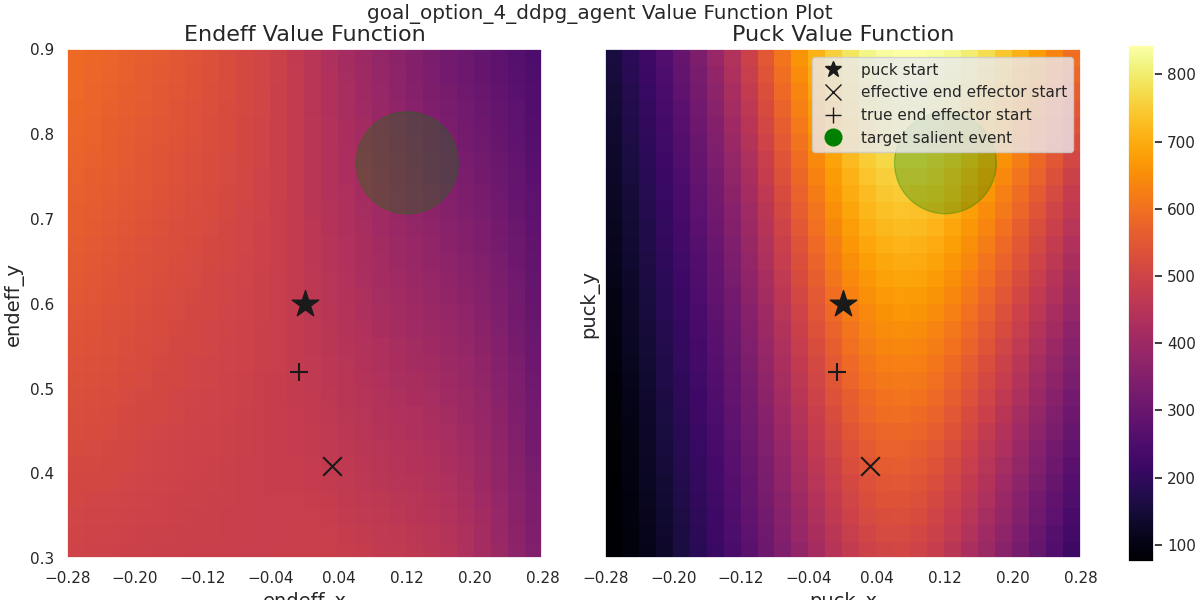 goal_option_4_ddpg_agent Value Function Plot
Endeff Value Function
endeff_y
0.9
0.8
0.7
0.6
0.5
0.4
0.3
−0.28 −0.20 −0.12 −0.04 0.04 0.12 0.20 0.28
endeff_x
Puck Value Function
puck_y
puck start
effective end effector start
true end effector start
target salient event
−0.28 −0.20 −0.12 −0.04 0.04 0.12 0.20 0.28
puck_x
800
700
600
500
400
300
200
100